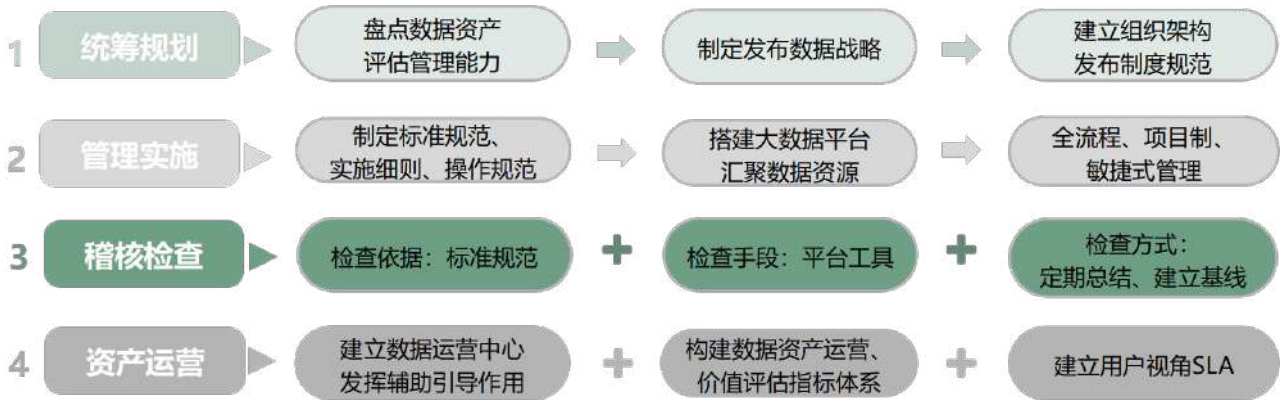 1
统筹规划
盘点数据资产
评估管理能力
制定发布数据战略
建立组织架构
发布制度规范
2
管理实施
制定标准规范、
实施细则、操作规范
搭建大数据平台
汇聚数据资源
全流程、项目制、
敏捷式管理
3
稽核检查
检查依据：标准规范
+
检查手段：平台工具
+
检查方式：
定期总结、建立基线
4
资产运营
建立数据运营中心
发挥辅助引导作用
+
构建数据资产运营、
价值评估指标体系
+
建立用户视角SLA